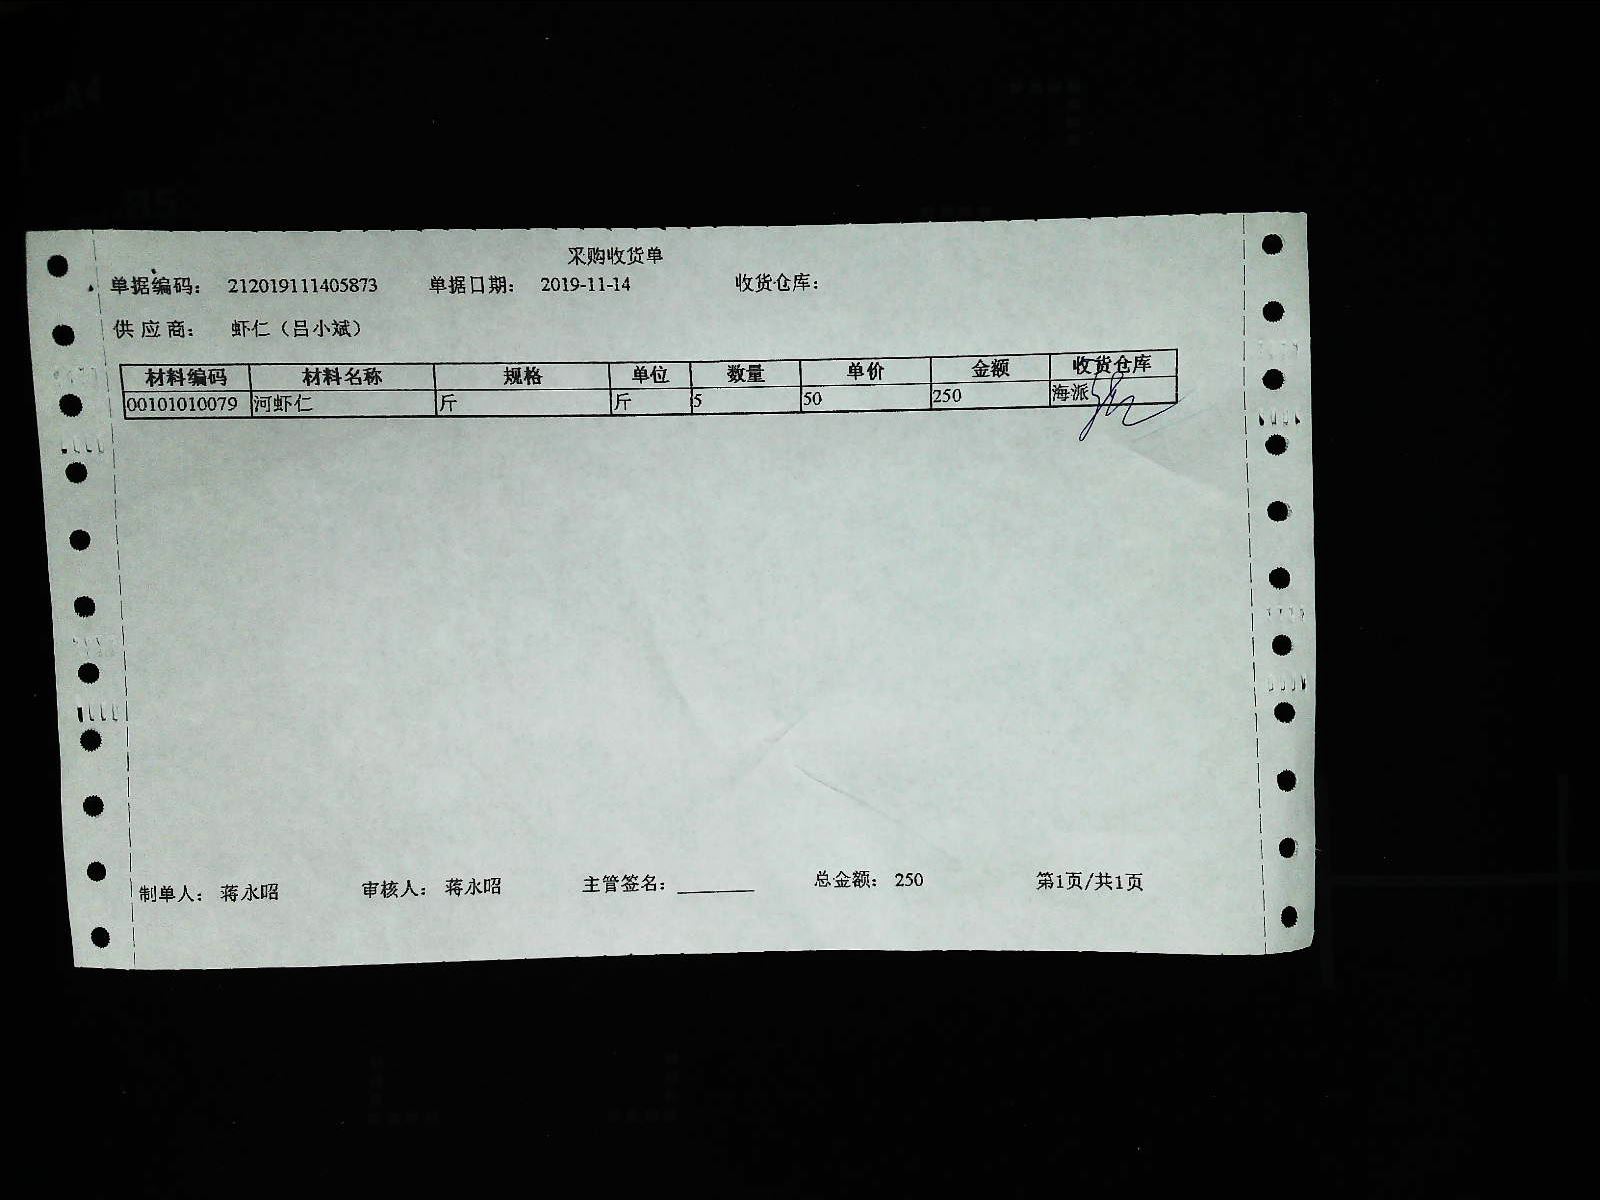 采购收货单
单据编码： 212019111405873 单据日期： 2019-11-14 收货仓库：
供应商： 虾仁（吕小斌）
材料编码 材料名称 规格 单位 数量 单价 金额 收货仓库
00101010079 河虾仁 斤 斤 5 50 250 海派
制单人： 蒋永昭 审核人： 蒋永昭 主管签名： 总金额： 250 第1页/共1页